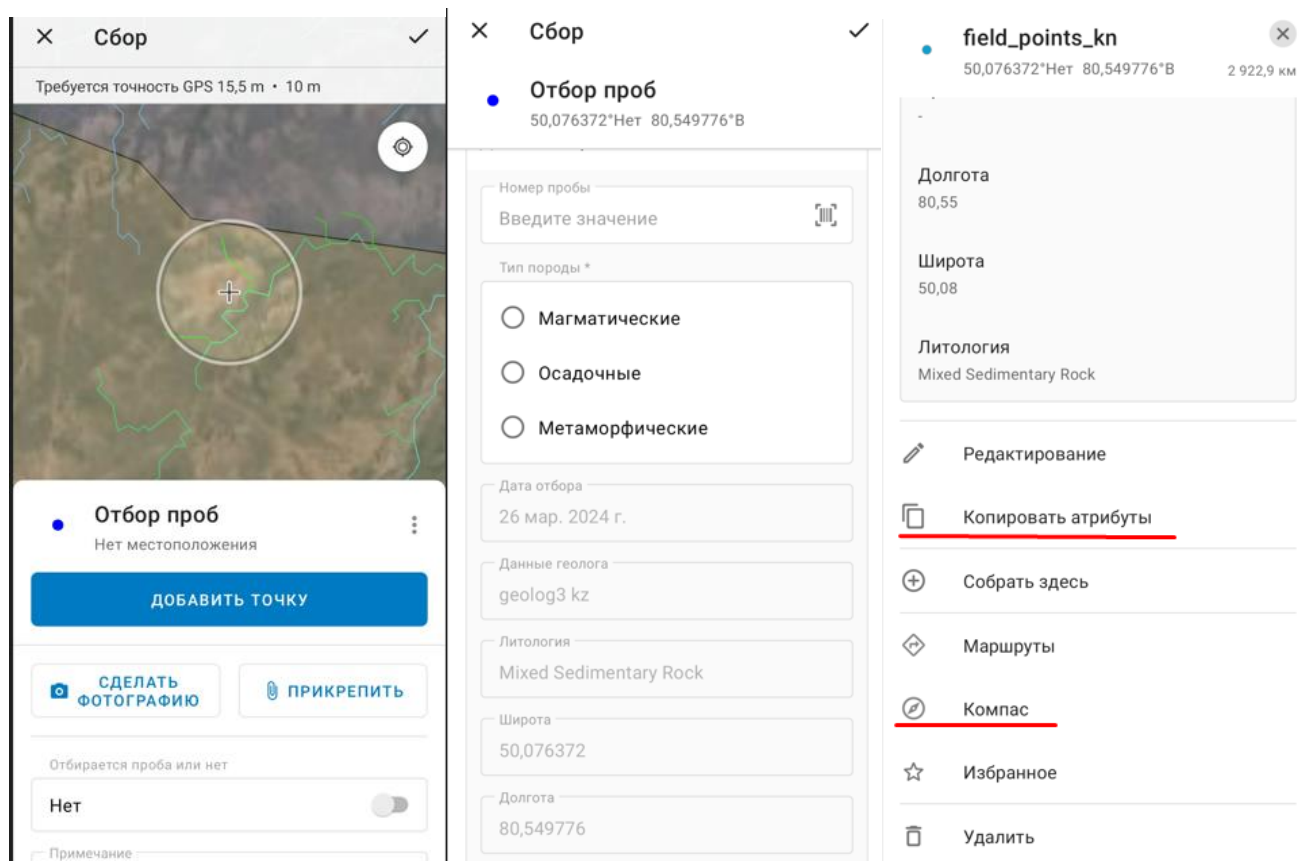 Сбор
Требуется точность GPS 15,5 m • 10 m
Отбор проб
Нет местоположения
ДОБАВИТЬ ТОЧКУ
СДЕЛАТЬ
ФОТОГРАФИЮ
ПРИКРЕПИТЬ
Отбирается проба или нет
Нет
Примечание
Сбор
Отбор проб
50,076372°Нет 80,549776°В
Номер пробы
Введите значение
Тип породы *
Магматические
Осадочные
Метаморфические
Дата отбора
26 мар. 2024 г.
Данные геолога
geolog3 kz
Литология
Mixed Sedimentary Rock
Широта
50,076372
Долгота
80,549776
field_points_kn
50,076372°Нет 80,549776°В
2 922,9 км
-
Долгота
80,55
Широта
50,08
Литология
Mixed Sedimentary Rock
Редактирование
Копировать атрибуты
Собрать здесь
Маршруты
Компас
Избранное
Удалить